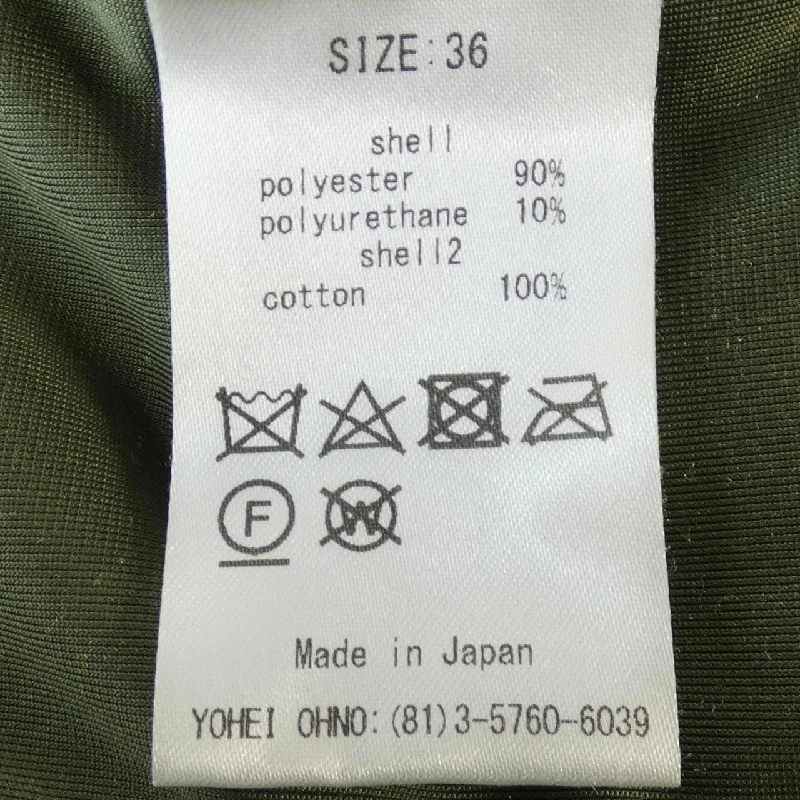 SIZE:36
shell
polyester 90%
polyurethane 10%
shell2
cotton 100%
F W
Made in Japan
YOHEI OHNO:(81)3-5760-6039